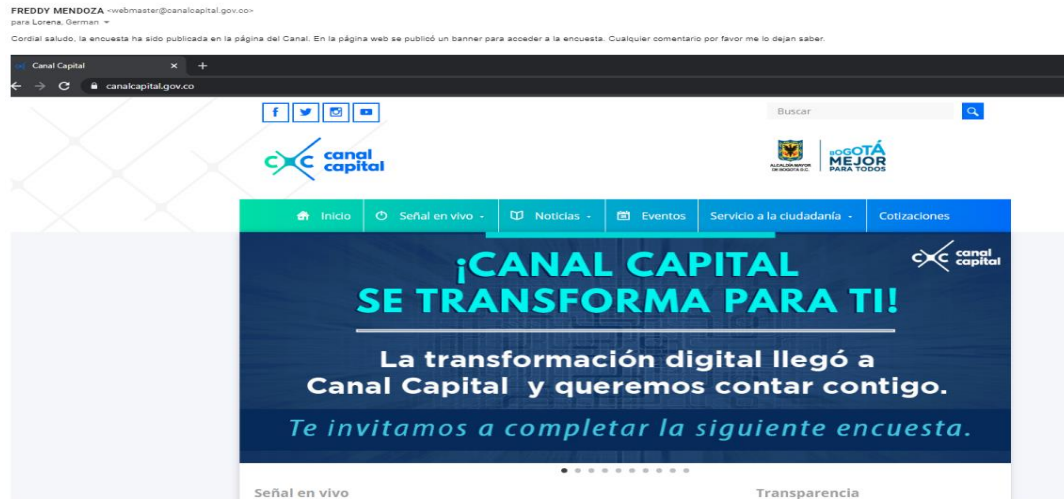 FREDDY MENDOZA <webmaster@canalcapital.gov.co>
para Lorena, German
Cordial saludo, la encuesta ha sido publicada en la página del Canal. En la página web se publicó un banner para acceder a la encuesta. Cualquier comentario por favor me lo dejan saber.
Canal Capital
canalcapital.gov.co
Buscar
canal
capital
ALCALDÍA MAYOR
DE BOGOTÁ D.C.
BOGOTÁ
MEJOR
PARA TODOS
Inicio Señal en vivo - Noticias - Eventos Servicio a la ciudadanía - Cotizaciones
canal
capital
¡CANAL CAPITAL
SE TRANSFORMA PARA TI!
La transformación digital llegó a
Canal Capital y queremos contar contigo.
Te invitamos a completar la siguiente encuesta.
Señal en vivo Transparencia